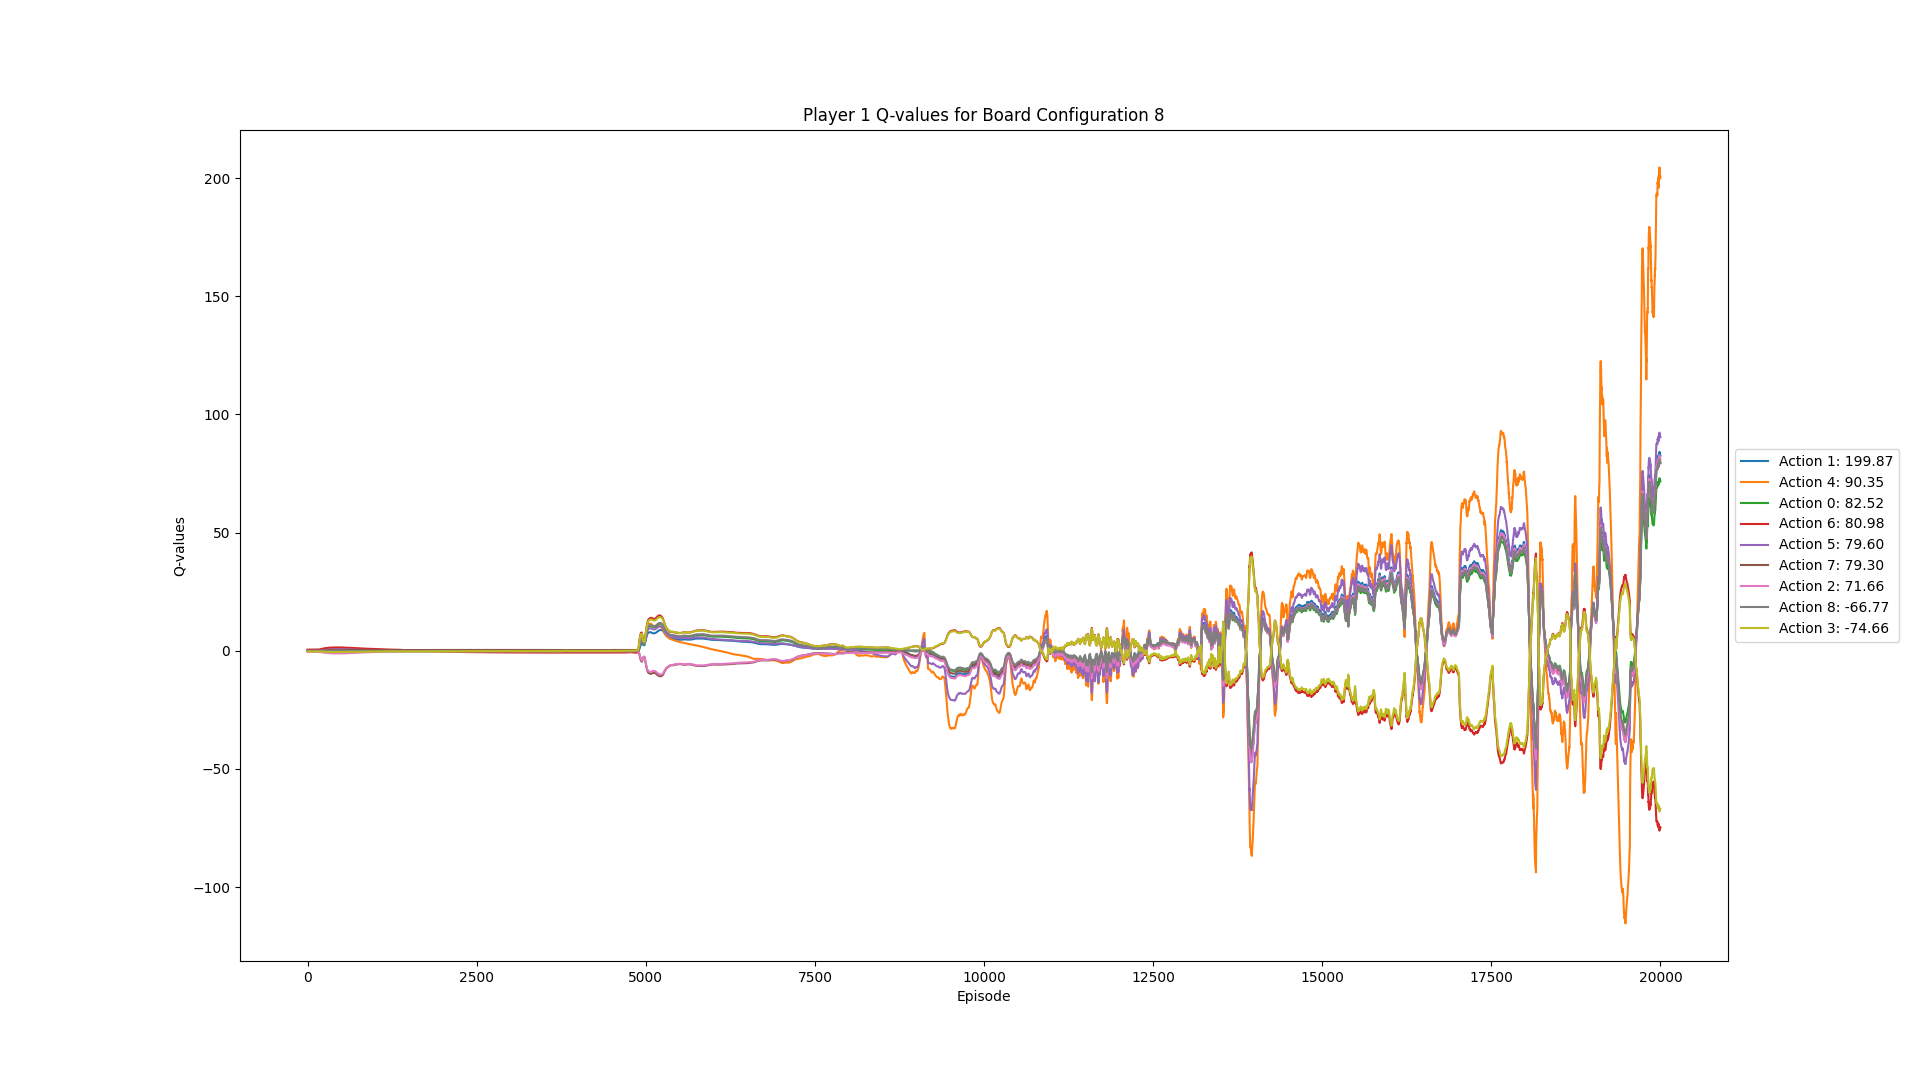 Player 1 Q-values for Board Configuration 8
Q-values
200
150
100
50
0
−50
−100
0 2500 5000 7500 10000 12500 15000 17500 20000
Episode
Action 1: 199.87
Action 4: 90.35
Action 0: 82.52
Action 6: 80.98
Action 5: 79.60
Action 7: 79.30
Action 2: 71.66
Action 8: -66.77
Action 3: -74.66